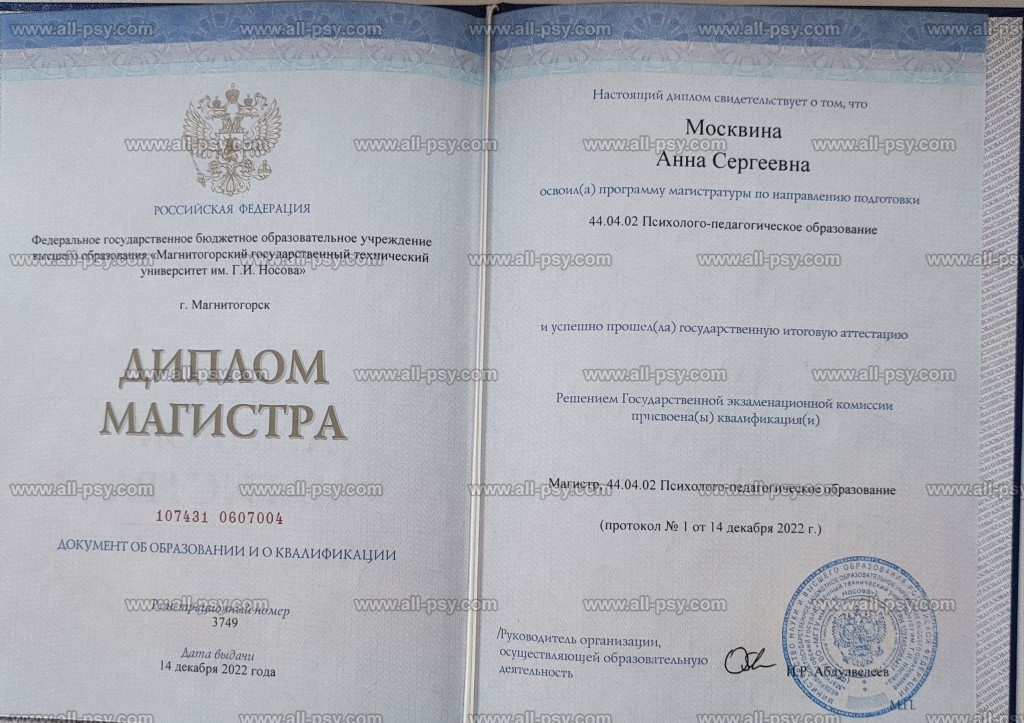 РОССИЙСКАЯ ФЕДЕРАЦИЯ
Федеральное государственное бюджетное образовательное учреждение
высшего образования «Магнитогорский государственный технический
университет им. Г.И. Носова»
г. Магнитогорск
ДИПЛОМ
МАГИСТРА
107431 0607004
ДОКУМЕНТ ОБ ОБРАЗОВАНИИ И О КВАЛИФИКАЦИИ
Регистрационный номер
3749
Дата выдачи
14 декабря 2022 года
Настоящий диплом свидетельствует о том, что
Москвина
Анна Сергеевна
освоил(а) программу магистратуры по направлению подготовки
44.04.02 Психолого-педагогическое образование
и успешно прошел(ла) государственную итоговую аттестацию
Решением Государственной экзаменационной комиссии
присвоена(ы) квалификация(и)
Магистр, 44.04.02 Психолого-педагогическое образование
(протокол № 1 от 14 декабря 2022 г.)
/Руководитель организации,
осуществляющей образовательную
деятельность
И.Р. Абдулвелеев
М.П.
www.all-psy.com